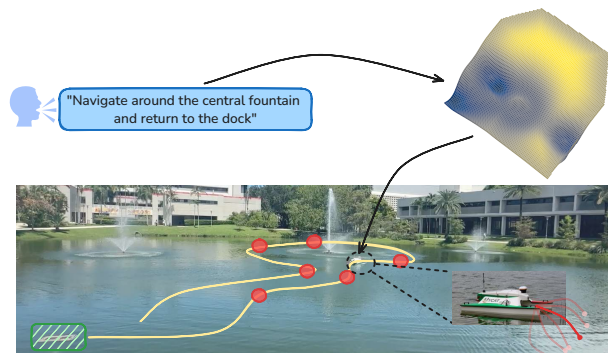 "Navigate around the central fountain
and return to the dock"